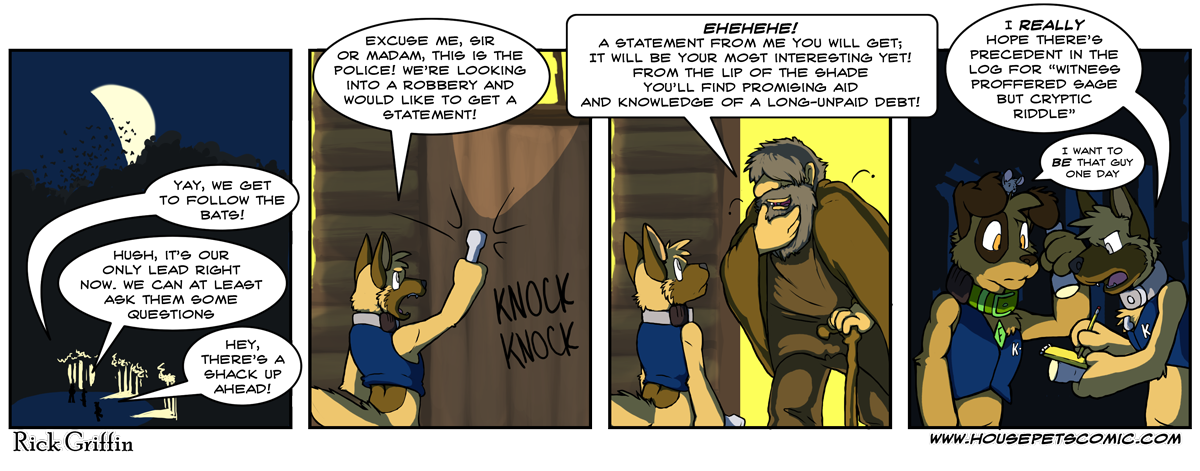 YAY, WE GET
TO FOLLOW THE
BATS!
HUSH, IT'S OUR
ONLY LEAD RIGHT
NOW. WE CAN AT LEAST
ASK THEM SOME
QUESTIONS
HEY,
THERE'S A
SHACK UP
AHEAD!
EXCUSE ME, SIR
OR MADAM, THIS IS THE
POLICE! WE'RE LOOKING
INTO A ROBBERY AND
WOULD LIKE TO GET A
STATEMENT!
KNOCK
KNOCK
EHEHEHE!
A STATEMENT FROM ME YOU WILL GET;
IT WILL BE YOUR MOST INTERESTING YET!
FROM THE LIP OF THE SHADE
YOU'LL FIND PROMISING AID
AND KNOWLEDGE OF A LONG-UNPAID DEBT!
I REALLY
HOPE THERE'S
PRECEDENT IN THE
LOG FOR "WITNESS
PROFFERED SAGE
BUT CRYPTIC
RIDDLE"
I WANT TO
BE THAT GUY
ONE DAY
K-
K
Rick Griffin
WWW.HOUSEPETSCOMIC.COM